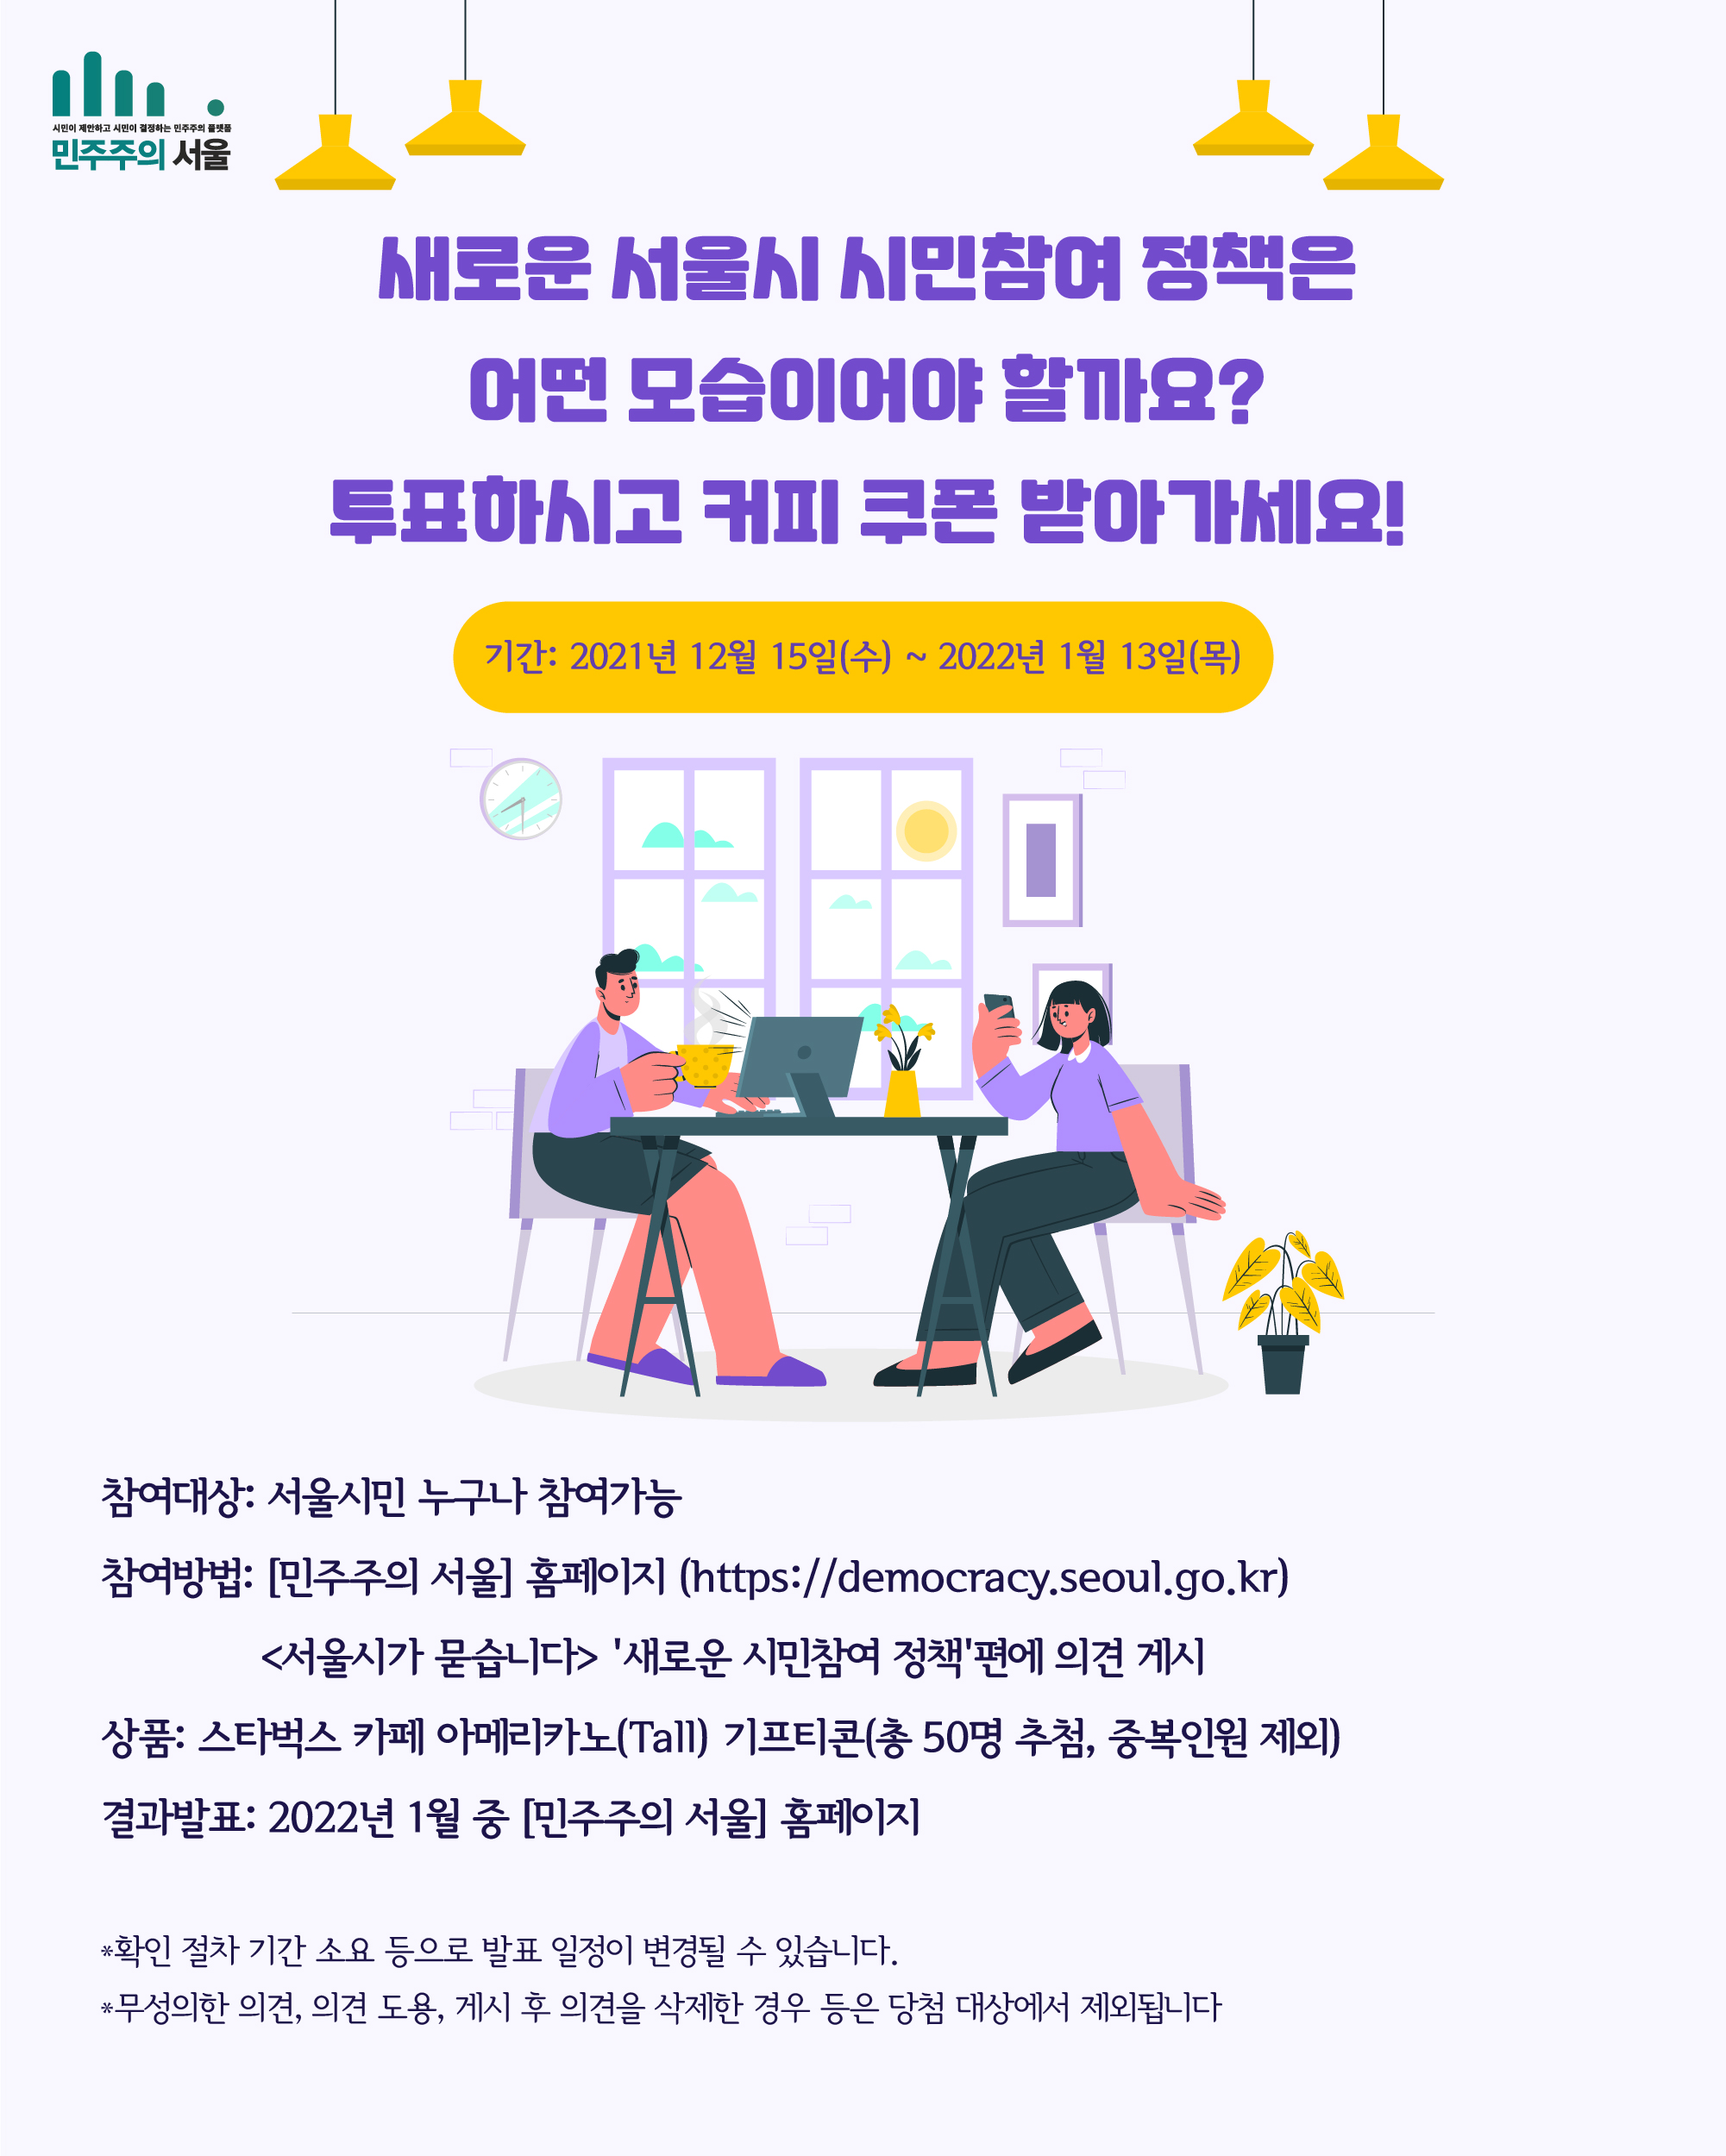 시민이 제안하고 시민이 결정하는 민주주의 플랫폼
민주주의 서울
새로운 서울시 시민참여 정책은
어떤 모습이어야 할까요?
투표하시고 커피 쿠폰 받아가세요!
기간: 2021년 12월 15일(수) ~ 2022년 1월 13일(목)
참여대상: 서울시민 누구나 참여가능
참여방법: [민주주의 서울] 홈페이지 (https://democracy.seoul.go.kr)
<서울시가 묻습니다> '새로운 시민참여 정책'편에 의견 게시
상품: 스타벅스 카페 아메리카노(Tall) 기프티콘(총 50명 추첨, 중복인원 제외)
결과발표: 2022년 1월 중 [민주주의 서울] 홈페이지
*확인 절차 기간 소요 등으로 발표 일정이 변경될 수 있습니다.
*무성의한 의견, 의견 도용, 게시 후 의견을 삭제한 경우 등은 당첨 대상에서 제외됩니다